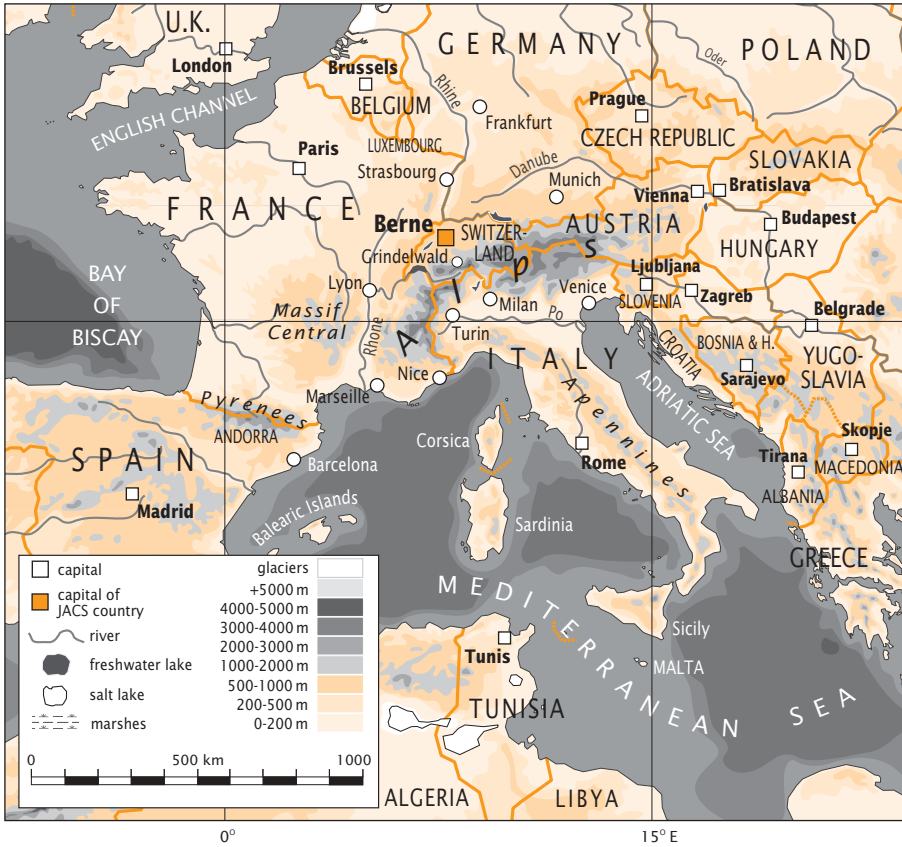 U.K.
London
ENGLISH CHANNEL
Brussels
BELGIUM
LUXEMBOURG
GERMANY
Rhine
Frankfurt
Oder
POLAND
Prague
CZECH REPUBLIC
SLOVAKIA
Paris
Strasbourg
Danube
Munich
Vienna
Bratislava
FRANCE
Berne
SWITZER-
LAND
AUSTRIA
Budapest
HUNGARY
Grindelwald
Alps
BAY
OF
BISCAY
Lyon
Massif
Central
Rhone
Milan
Turin
Po
Venice
Ljubljana
SLOVENIA
Zagreb
CROATIA
Belgrade
BOSNIA & H.
Sarajevo
YUGO-
SLAVIA
Nice
Marseille
ITALY
Pyrenees
ANDORRA
Apennines
ADRIATIC SEA
Corsica
Rome
Skopje
MACEDONIA
Tirana
ALBANIA
SPAIN
Barcelona
Madrid
Balearic Islands
Sardinia
GREECE
MEDITERRANEAN SEA
Sicily
MALTA
Tunis
TUNISIA
ALGERIA
LIBYA
capital
capital of
JACS country
river
freshwater lake
salt lake
marshes
glaciers
+5000 m
4000-5000 m
3000-4000 m
2000-3000 m
1000-2000 m
500-1000 m
200-500 m
0-200 m
0 500 km 1000
0° 15° E